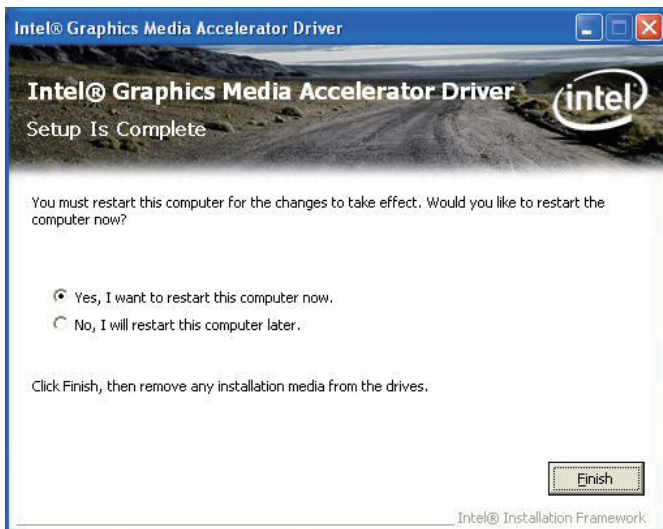 Intel® Graphics Media Accelerator Driver
Intel® Graphics Media Accelerator Driver
intel
Setup Is Complete
You must restart this computer for the changes to take effect. Would you like to restart the
computer now?
Yes, I want to restart this computer now.
No, I will restart this computer later.
Click Finish, then remove any installation media from the drives.
Finish
Intel® Installation Framework